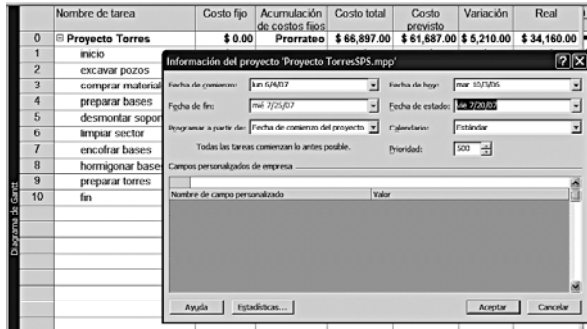 Nombre de tarea Costo fijo Acumulación de costos fijos Costo total Costo previsto Variación Real
0 Proyecto Torres $ 0.00 Prorrateo $ 66,897.00 $ 61,687.00 $ 5,210.00 $ 34,160.00
1 inicio
2 excavar pozos
3 comprar material
4 preparar bases
5 desmontar sopor
6 limpiar sector
7 encofrar bases
8 hormigonar base
9 preparar torres
10 fin
Diagrama de Gantt
Información del proyecto 'Proyecto TorresSPS.mpp'
Fecha de comienzo: lun 6/4/07 Fecha de hoy: mar 10/3/06
Fecha de fin: mié 7/25/07 Fecha de estado: vie 7/20/07
Programar a partir de: Fecha de comienzo del proyecto Calendario: Estándar
Todas las tareas comienzan lo antes posible. Prioridad: 500
Campos personalizados de empresa
Nombre de campo personalizado Valor
Ayuda Estadísticas... Aceptar Cancelar